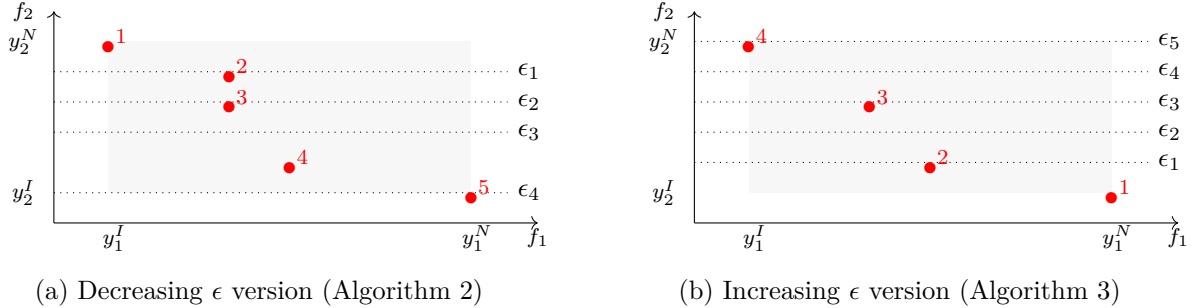 f₂
y₂ᴺ
1
2
ϵ₁
3
ϵ₂
ϵ₃
4
y₂ᴵ
ϵ₄
5
y₁ᴵ
y₁ᴺ
f₁
(a) Decreasing ϵ version (Algorithm 2)
f₂
y₂ᴺ
4
ϵ₅
ϵ₄
3
ϵ₃
ϵ₂
2
ϵ₁
y₂ᴵ
1
y₁ᴵ
y₁ᴺ
f₁
(b) Increasing ϵ version (Algorithm 3)